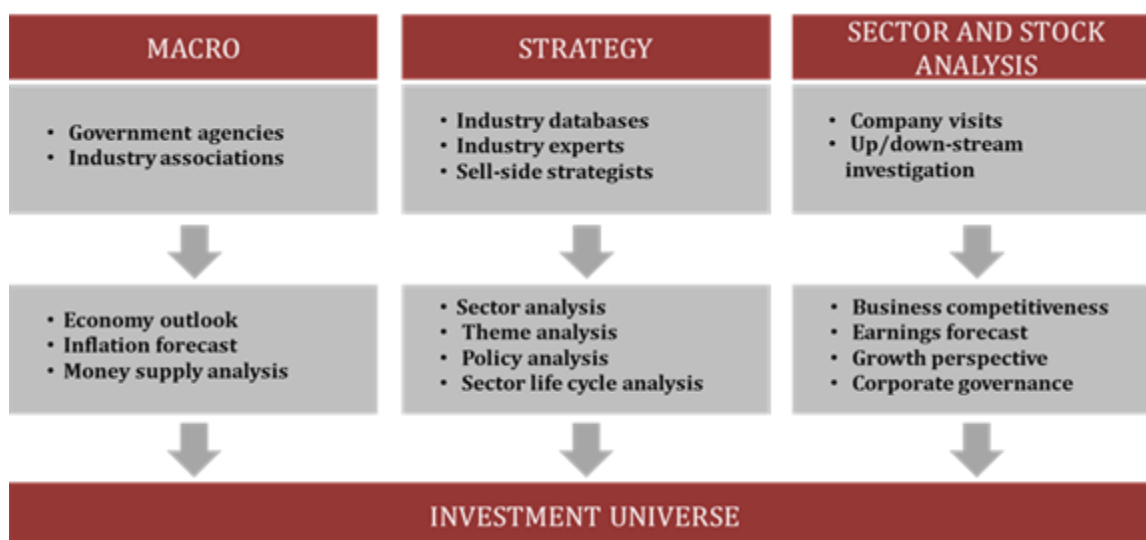 MACRO
• Government agencies
• Industry associations
• Economy outlook
• Inflation forecast
• Money supply analysis
STRATEGY
• Industry databases
• Industry experts
• Sell-side strategists
• Sector analysis
• Theme analysis
• Policy analysis
• Sector life cycle analysis
SECTOR AND STOCK
ANALYSIS
• Company visits
• Up/down-stream
investigation
• Business competitiveness
• Earnings forecast
• Growth perspective
• Corporate governance
INVESTMENT UNIVERSE